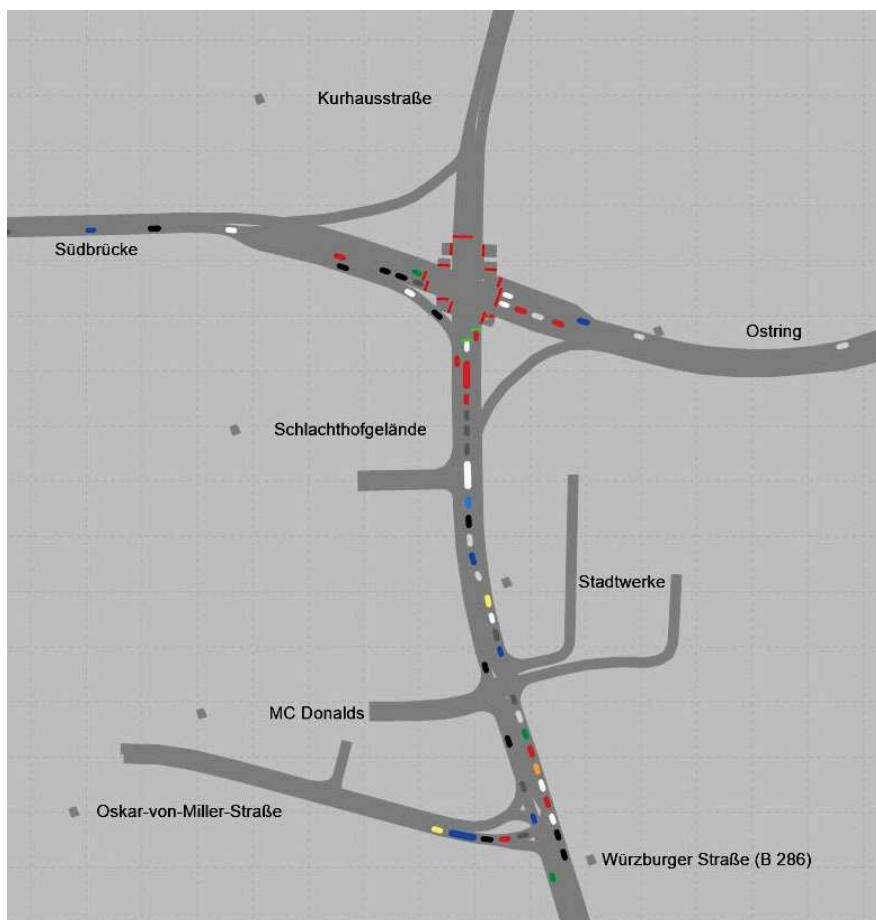 Kurhausstraße
Südbrücke
Ostring
Schlachthofgelände
Stadtwerke
MC Donalds
Oskar-von-Miller-Straße
Würzburger Straße (B 286)